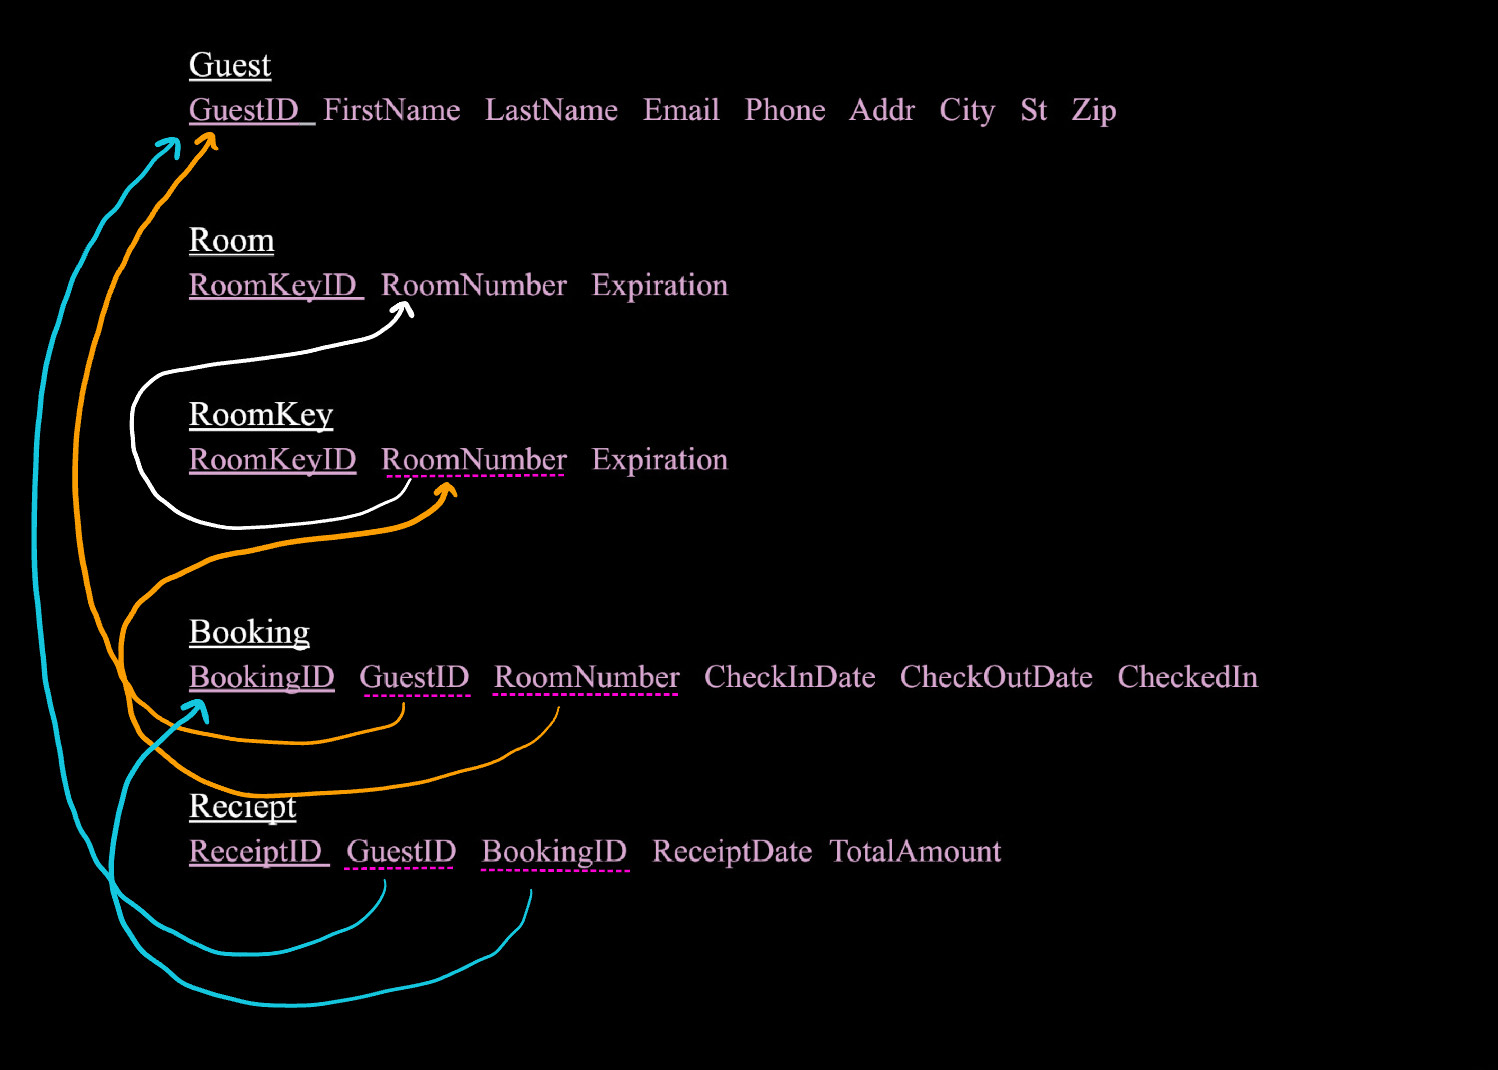 Guest
GuestID FirstName LastName Email Phone Addr City St Zip
Room
RoomKeyID RoomNumber Expiration
RoomKey
RoomKeyID RoomNumber Expiration
Booking
BookingID GuestID RoomNumber CheckInDate CheckOutDate CheckedIn
Reciept
ReceiptID GuestID BookingID ReceiptDate TotalAmount